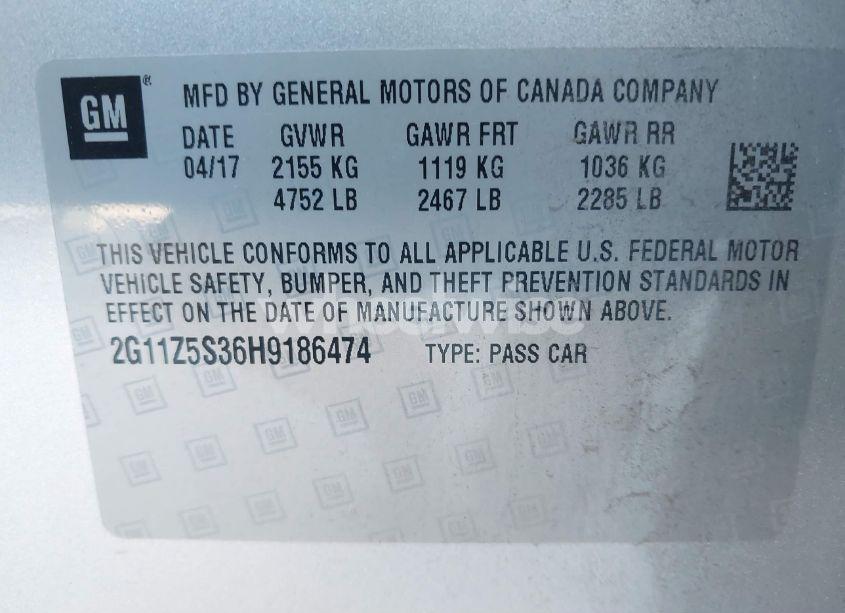 GM ® MFD BY GENERAL MOTORS OF CANADA COMPANY
DATE GVWR GAWR FRT GAWR RR
04/17 2155 KG 1119 KG 1036 KG
4752 LB 2467 LB 2285 LB
THIS VEHICLE CONFORMS TO ALL APPLICABLE U.S. FEDERAL MOTOR
VEHICLE SAFETY, BUMPER, AND THEFT PREVENTION STANDARDS IN
EFFECT ON THE DATE OF MANUFACTURE SHOWN ABOVE.
2G11Z5S36H9186474 TYPE: PASS CAR